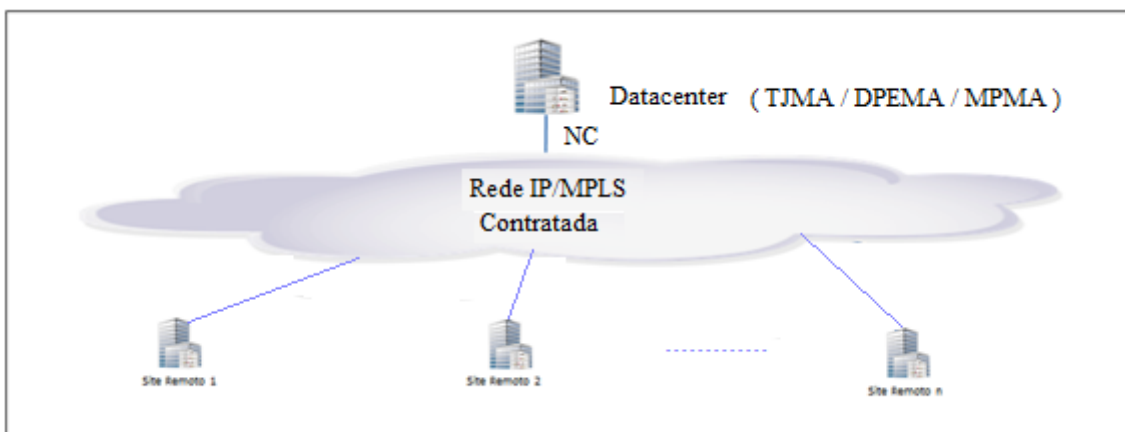 Datacenter ( TJMA / DPEMA / MPMA )
NC
Rede IP/MPLS
Contratada
Site Remoto 1
Site Remoto 2
Site Remoto n